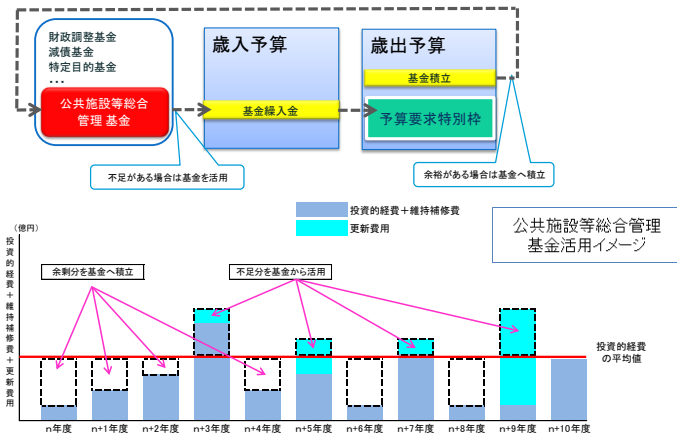 財政調整基金
減債基金
特定目的基金
・・・
公共施設等総合
管理 基金
歳入予算
基金繰入金
歳出予算
基金積立
予算要求特別枠
不足がある場合は基金を活用
余裕がある場合は基金へ積立
投資的経費＋維持補修費
更新費用
公共施設等総合管理
基金活用イメージ
（億円）
投資的経費＋維持補修費＋更新費用
余剰分を基金へ積立
不足分を基金から活用
投資的経費
の平均値
n年度
n+1年度
n+2年度
n+3年度
n+4年度
n+5年度
n+6年度
n+7年度
n+8年度
n+9年度
n+10年度